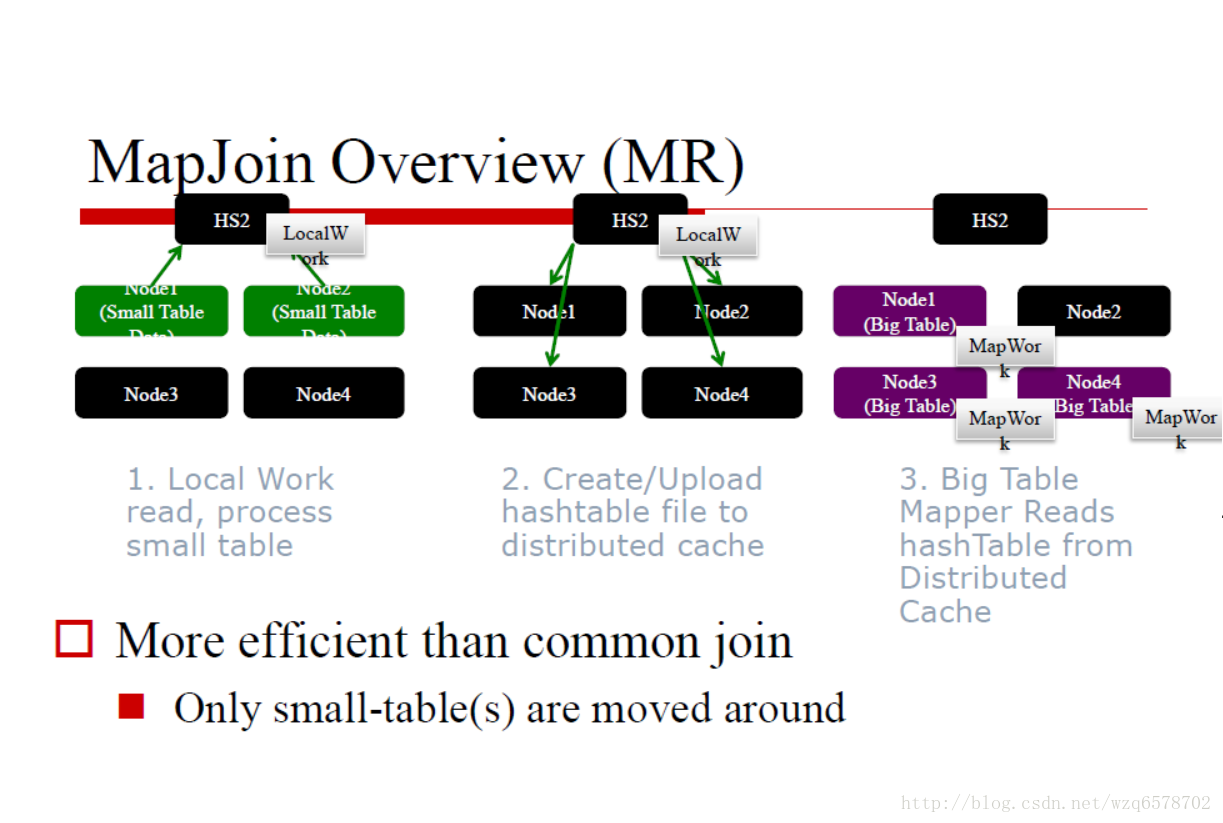 MapJoin Overview (MR)
HS2
LocalW
ork
Node1
(Small Table
Data)
Node2
(Small Table
Data)
Node3
Node4
1. Local Work
read, process
small table
HS2
LocalW
ork
Node1
Node2
Node3
Node4
2. Create/Upload
hashtable file to
distributed cache
HS2
Node1
(Big Table)
Node2
MapWor
k
Node3
(Big Table)
Node4
(Big Table
MapWor
k
MapWor
k
3. Big Table
Mapper Reads
hashTable from
Distributed
Cache
More efficient than common join
Only small-table(s) are moved around
http://blog.csdn.net/wzq6578702